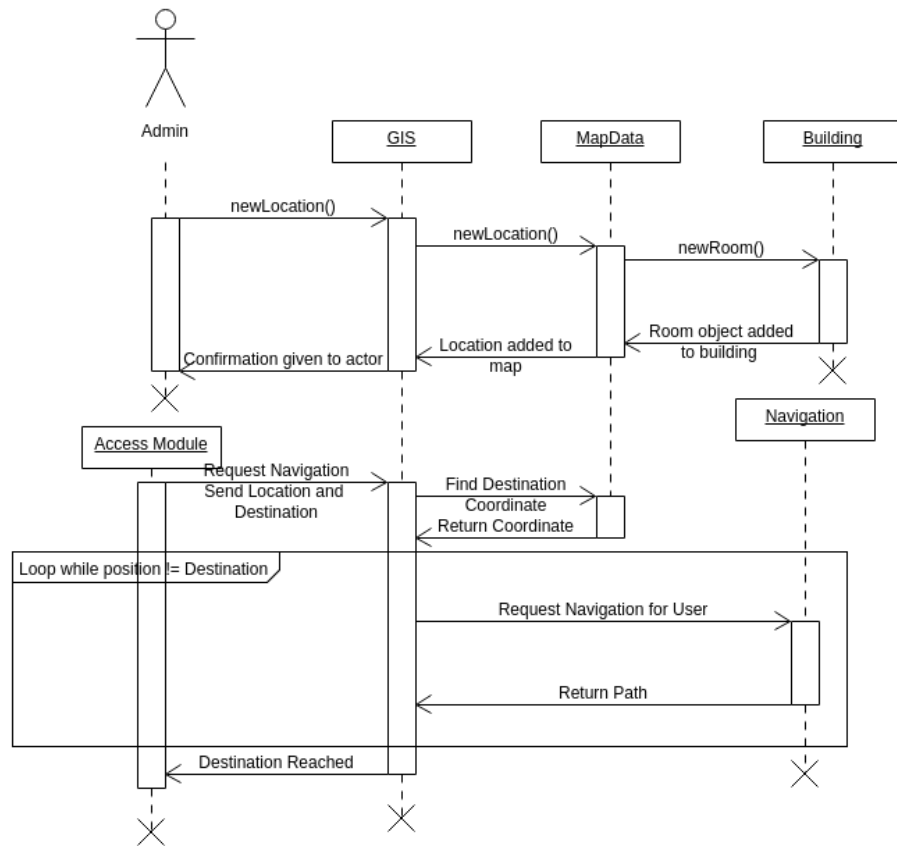 Admin
GIS
MapData
Building
newLocation()
newLocation()
newRoom()
Room object added
to building
Location added to
map
Confirmation given to actor
Navigation
Access Module
Request Navigation
Send Location and
Destination
Find Destination
Coordinate
Return Coordinate
Loop while position != Destination
Request Navigation for User
Return Path
Destination Reached